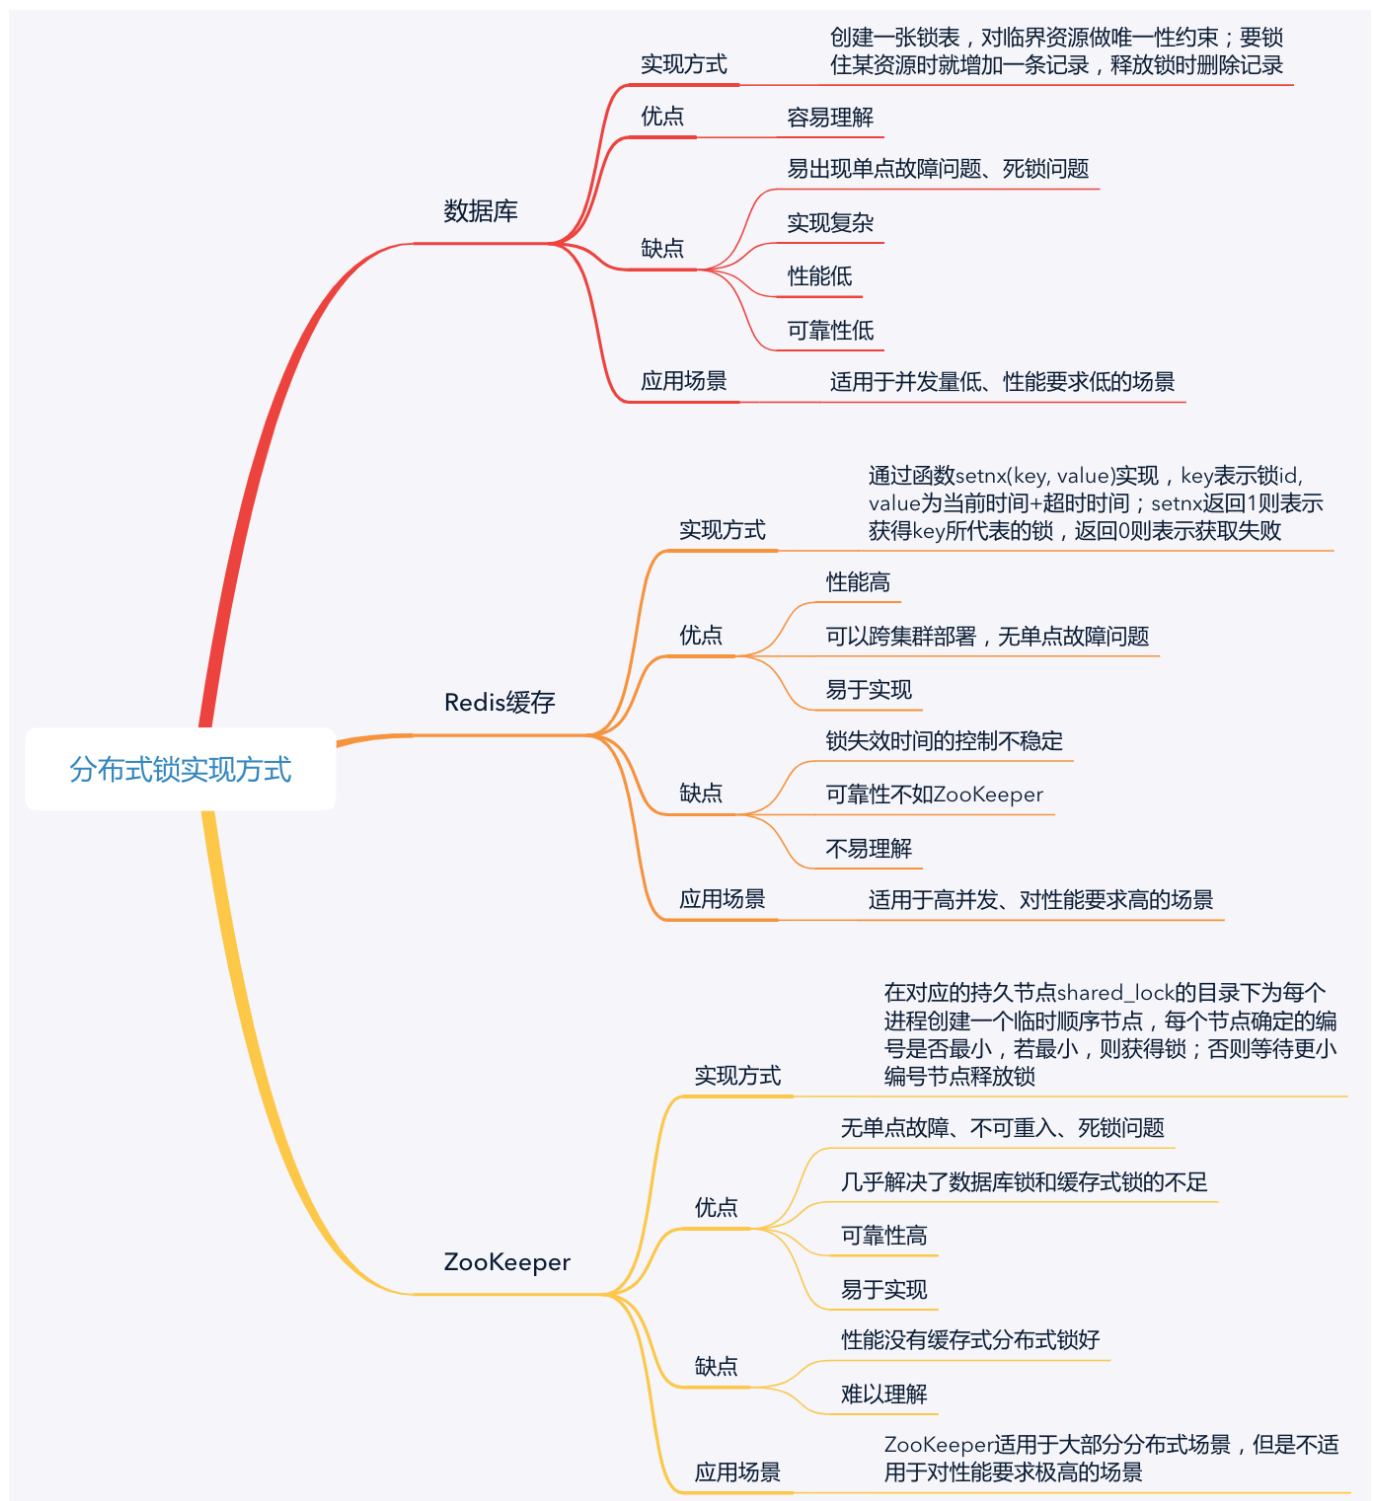 分布式锁实现方式
数据库
实现方式
创建一张锁表，对临界资源做唯一性约束；要锁
住某资源时就增加一条记录，释放锁时删除记录
优点
容易理解
缺点
易出现单点故障问题、死锁问题
实现复杂
性能低
可靠性低
应用场景
适用于并发量低、性能要求低的场景
Redis缓存
实现方式
通过函数setnx(key, value)实现，key表示锁id,
value为当前时间+超时时间；setnx返回1则表示
获得key所代表的锁，返回0则表示获取失败
优点
性能高
可以跨集群部署，无单点故障问题
易于实现
缺点
锁失效时间的控制不稳定
可靠性不如ZooKeeper
不易理解
应用场景
适用于高并发、对性能要求高的场景
ZooKeeper
实现方式
在对应的持久节点shared_lock的目录下为每个
进程创建一个临时顺序节点，每个节点确定的编
号是否最小，若最小，则获得锁；否则等待更小
编号节点释放锁
优点
无单点故障、不可重入、死锁问题
几乎解决了数据库锁和缓存式锁的不足
可靠性高
易于实现
缺点
性能没有缓存式分布式锁好
难以理解
应用场景
ZooKeeper适用于大部分分布式场景，但是不适
用于对性能要求极高的场景